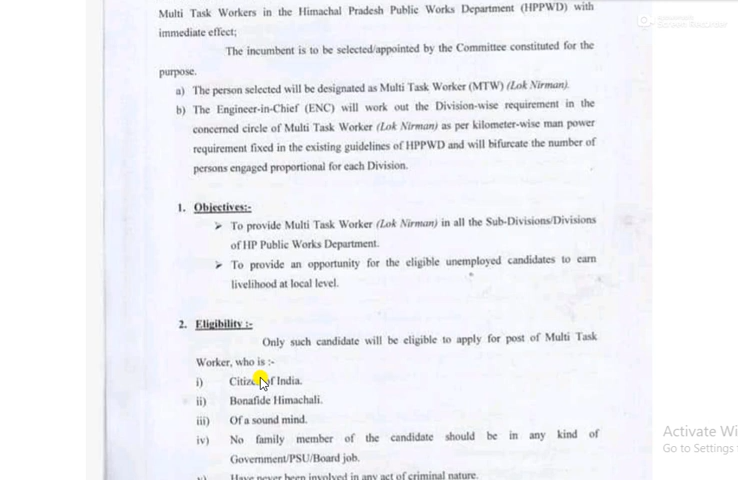 Multi Task Workers in the Himachal Pradesh Public Works Department (HPPWD) with
immediate effect;
The incumbent is to be selected/appointed by the Committee constituted for the
purpose.
a) The person selected will be designated as Multi Task Worker (MTW) (Lok Nirman).
b) The Engineer-in-Chief (ENC) will work out the Division-wise requirement in the
concerned circle of Multi Task Worker (Lok Nirman) as per kilometer-wise man power
requirement fixed in the existing guidelines of HPPWD and will bifurcate the number of
persons engaged proportional for each Division.
1. Objectives:-
➢ To provide Multi Task Worker (Lok Nirman) in all the Sub-Divisions/Divisions
of HP Public Works Department.
➢ To provide an opportunity for the eligible unemployed candidates to earn
livelihood at local level.
2. Eligibility :-
Only such candidate will be eligible to apply for post of Multi Task
Worker, who is :-
i) Citizen of India.
ii) Bonafide Himachali.
iii) Of a sound mind.
iv) No family member of the candidate should be in any kind of
Government/PSU/Board job.
v) Have never been involved in any act of criminal nature.
Screen Recorder
Activate Wi
Go to Settings